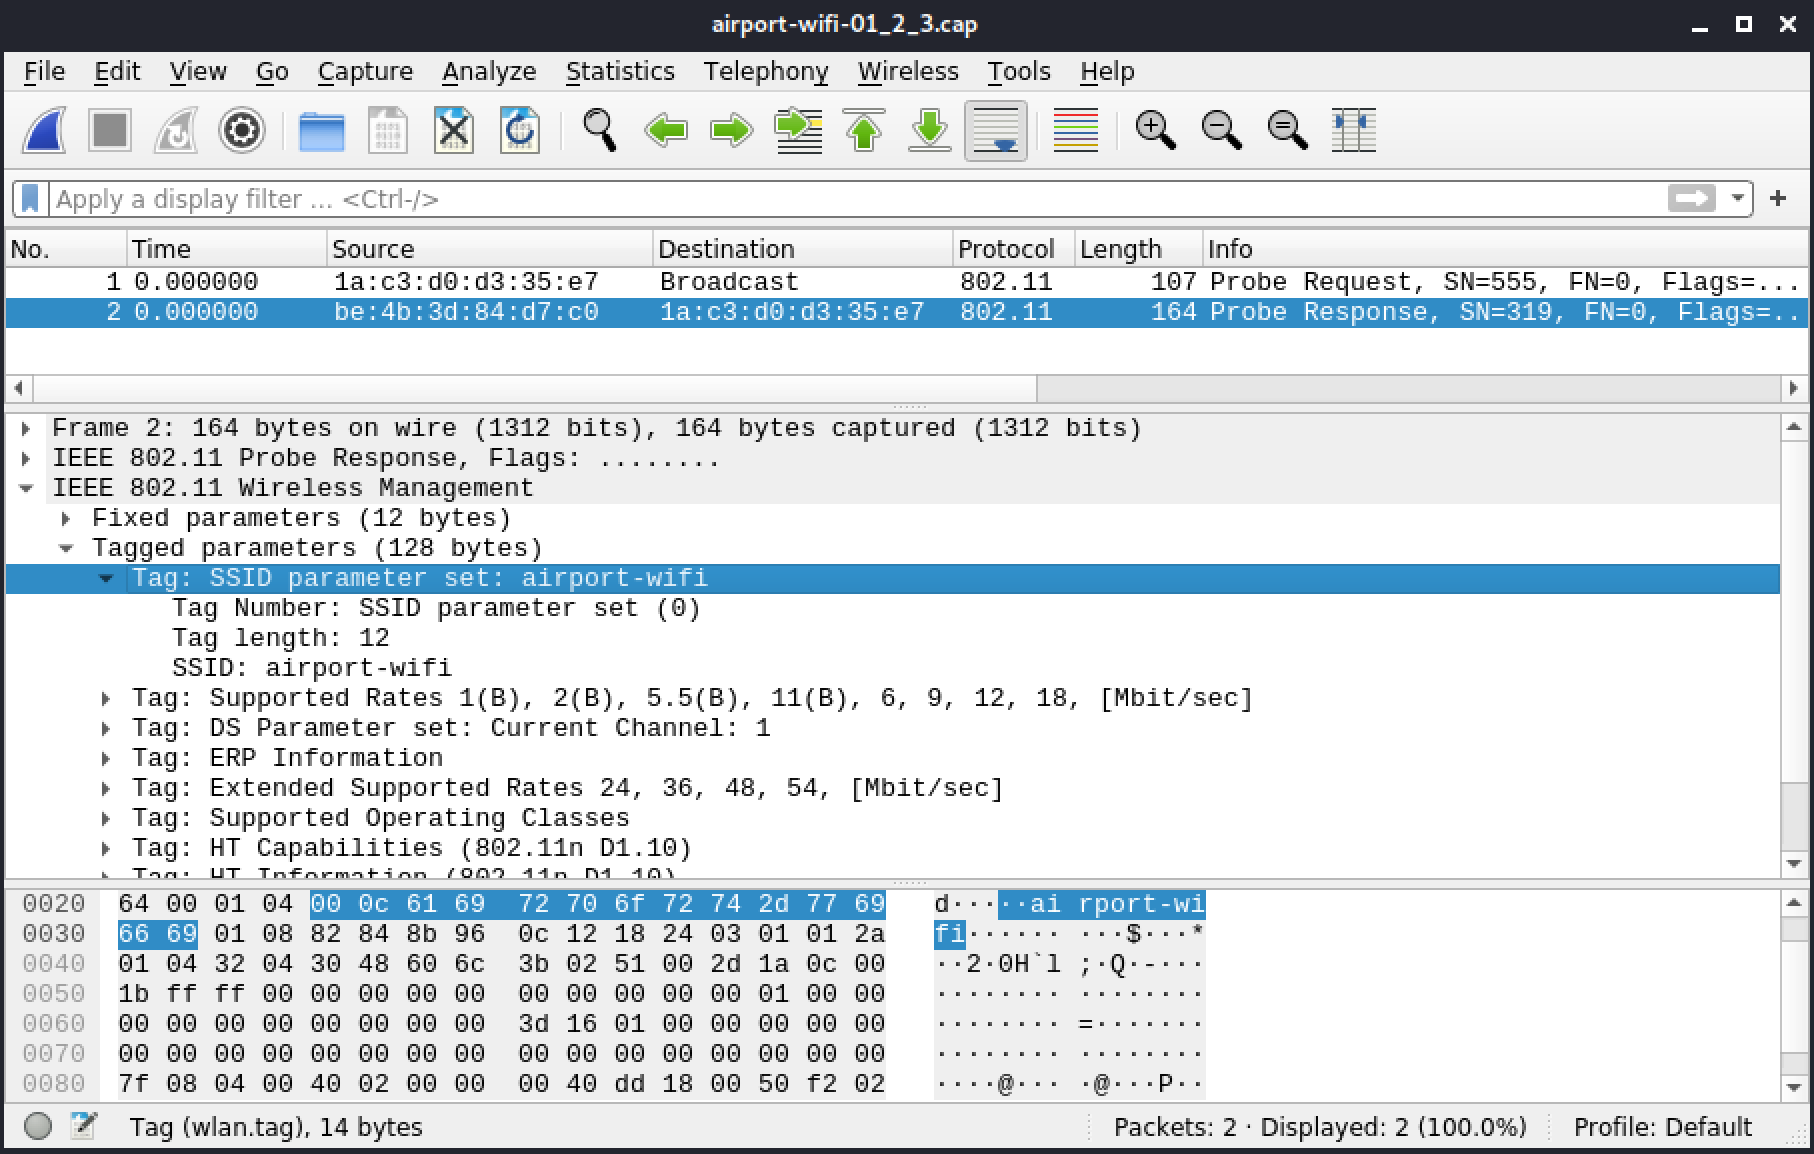 airport-wifi-01_2_3.cap
File Edit View Go Capture Analyze Statistics Telephony Wireless Tools Help
Apply a display filter ... <Ctrl-/>
No. Time Source Destination Protocol Length Info
1 0.000000 1a:c3:d0:d3:35:e7 Broadcast 802.11 107 Probe Request, SN=555, FN=0, Flags=...
2 0.000000 be:4b:3d:84:d7:c0 1a:c3:d0:d3:35:e7 802.11 164 Probe Response, SN=319, FN=0, Flags=..
Frame 2: 164 bytes on wire (1312 bits), 164 bytes captured (1312 bits)
IEEE 802.11 Probe Response, Flags: ........
IEEE 802.11 Wireless Management
Fixed parameters (12 bytes)
Tagged parameters (128 bytes)
Tag: SSID parameter set: airport-wifi
Tag Number: SSID parameter set (0)
Tag length: 12
SSID: airport-wifi
Tag: Supported Rates 1(B), 2(B), 5.5(B), 11(B), 6, 9, 12, 18, [Mbit/sec]
Tag: DS Parameter set: Current Channel: 1
Tag: ERP Information
Tag: Extended Supported Rates 24, 36, 48, 54, [Mbit/sec]
Tag: Supported Operating Classes
Tag: HT Capabilities (802.11n D1.10)
Tag: HT Information (802.11n D1.10)
0020 64 00 01 04 00 0c 61 69 72 70 6f 72 74 2d 77 69 d·····ai rport-wi
0030 66 69 01 08 82 84 8b 96 0c 12 18 24 03 01 01 2a fi······ ···$···*
0040 01 04 32 04 30 48 60 6c 3b 02 51 00 2d 1a 0c 00 ··2·0H`l ;·Q·-···
0050 1b ff ff 00 00 00 00 00 00 00 00 00 00 01 00 00 ········ ········
0060 00 00 00 00 00 00 00 00 3d 16 01 00 00 00 00 00 ········ =·······
0070 00 00 00 00 00 00 00 00 00 00 00 00 00 00 00 00 ········ ········
0080 7f 08 04 00 40 02 00 00 00 40 dd 18 00 50 f2 02 ····@··· ·@···P··
Tag (wlan.tag), 14 bytes Packets: 2 · Displayed: 2 (100.0%) Profile: Default